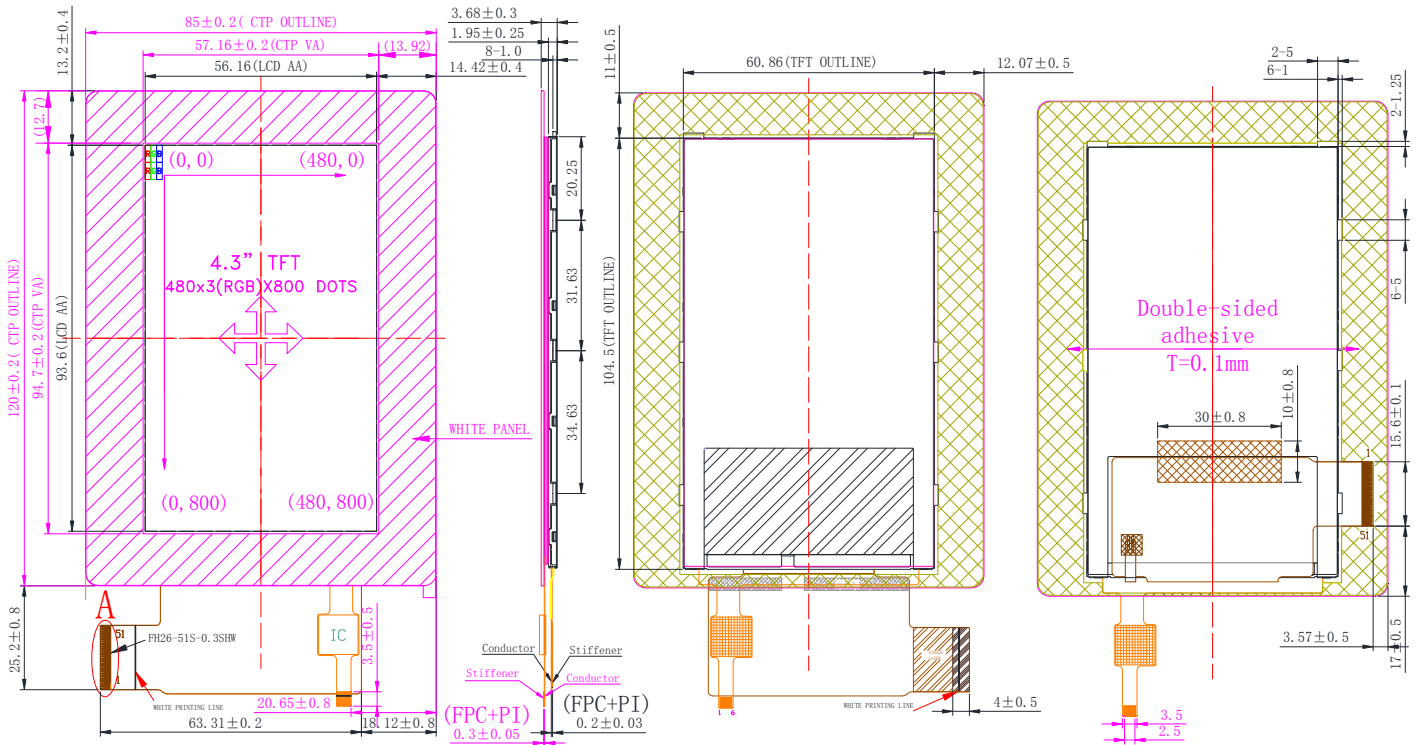 85±0.2( CTP OUTLINE)
57.16±0.2(CTP VA)
(13.92)
56.16(LCD AA)
14.42±0.4
13.2±0.4
(12.7)
120±0.2( CTP OUTLINE)
94.7±0.2(CTP VA)
93.6(LCD AA)
RGB
RGB
(0,0)
(480,0)
4.3” TFT
480x3(RGB)X800 DOTS
(0,800)
(480,800)
WHITE PANEL
A
51
1
FH26-51S-0.3SHW
WHITE PRINTING LINE
IC
3.5±0.5
25.2±0.8
20.65±0.8
63.31±0.2
18.12±0.8
3.68±0.3
1.95±0.25
8-1.0
20.25
31.63
34.63
Conductor
Stiffener
Stiffener
Conductor
(FPC+PI)
(FPC+PI)
0.3±0.05
0.2±0.03
11±0.5
60.86(TFT OUTLINE)
12.07±0.5
104.5(TFT OUTLINE)
1 6
WHITE PRINTING LINE
4±0.5
2-5
6-1
2-1.25
6-5
Double-sided
adhesive
T=0.1mm
30±0.8
10±0.8
15.6±0.1
1
51
3.57±0.5
17±0.5
3.5
2.5